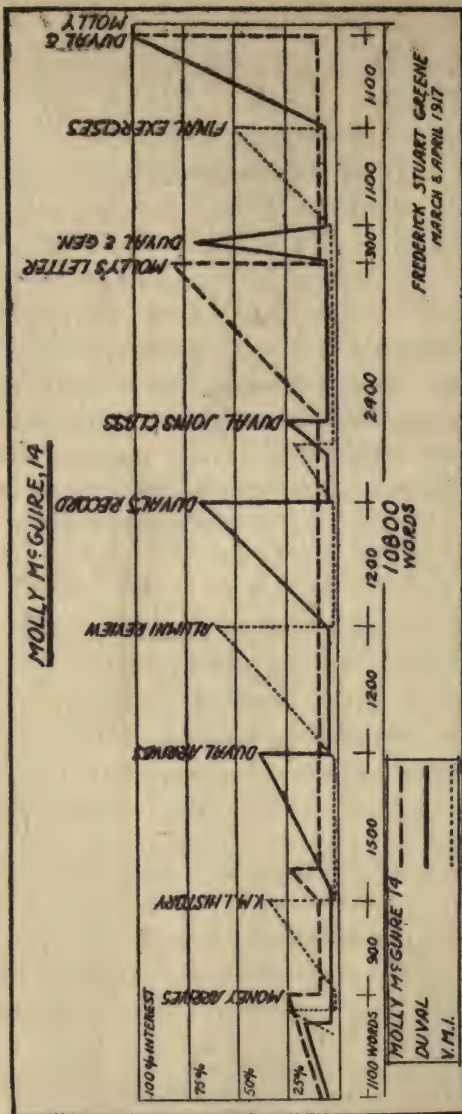 MOLLY McGUIRE, 14
100% INTEREST
75%
50%
25%
MONEY ARRIVES
V.M.I. HISTORY
DUVAL ARRIVES
ALUMNI REVIEW
DUVAL'S RECORD
DUVAL JOINS CLASS
MOLLY'S LETTER
DUVAL & GEN.
FINAL EXERCISES
DUVAL &
MOLLY
1100 WORDS
900
1500
1200
1200
2400
300
1100
1100
10800
WORDS
MOLLY McGUIRE 14
DUVAL
V.M.I.
FREDERICK STUART GREENE
MARCH & APRIL 1917